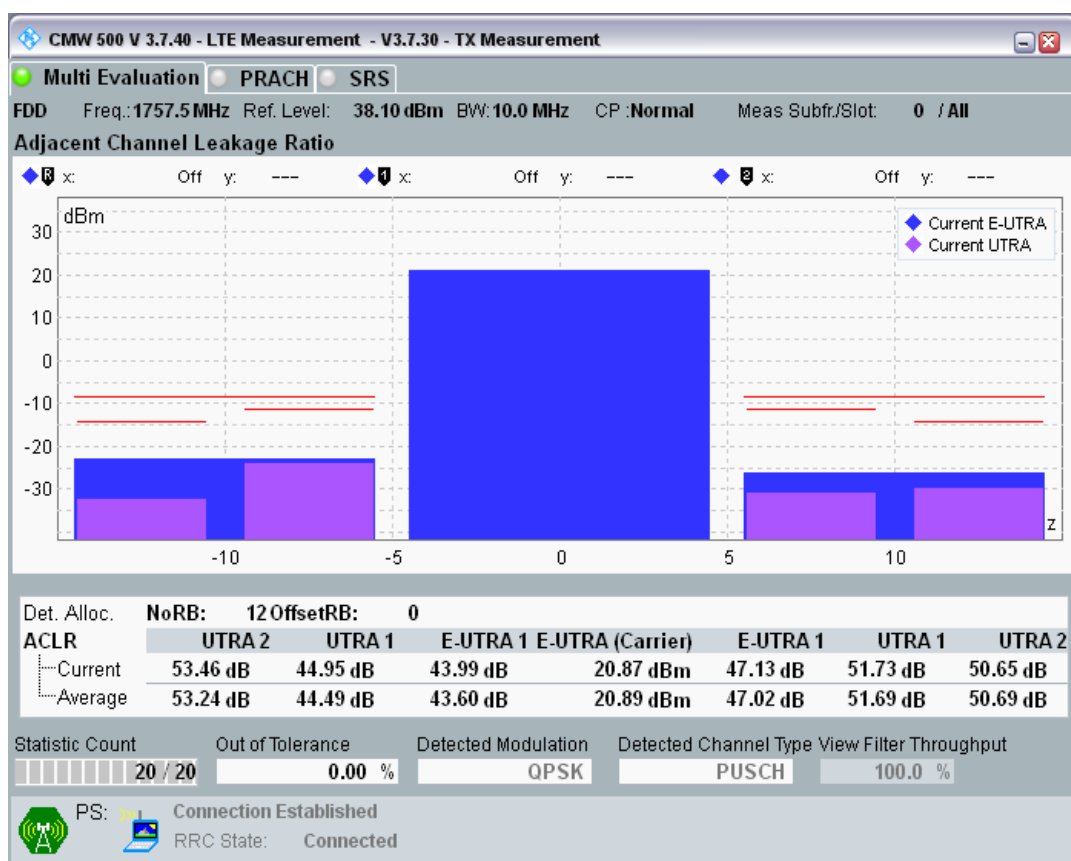 CMW 500 V 3.7.40 - LTE Measurement - V3.7.30 - TX Measurement
Multi Evaluation PRACH SRS
FDD Freq.: 1757.5 MHz Ref. Level: 38.10 dBm BW: 10.0 MHz CP : Normal Meas Subfr./Slot: 0 / All
Adjacent Channel Leakage Ratio
R x: Off y: --- 1 x: Off y: --- 2 x: Off y: ---
dBm
Current E-UTRA
Current UTRA
30
20
10
0
-10
-20
-30
z
-10 -5 0 5 10
Det. Alloc. NoRB: 12 OffsetRB: 0
ACLR UTRA 2 UTRA 1 E-UTRA 1 E-UTRA (Carrier) E-UTRA 1 UTRA 1 UTRA 2
Current 53.46 dB 44.95 dB 43.99 dB 20.87 dBm 47.13 dB 51.73 dB 50.65 dB
Average 53.24 dB 44.49 dB 43.60 dB 20.89 dBm 47.02 dB 51.69 dB 50.69 dB
Statistic Count Out of Tolerance Detected Modulation Detected Channel Type View Filter Throughput
20 / 20 0.00 % QPSK PUSCH 100.0 %
PS: Connection Established
RRC State: Connected